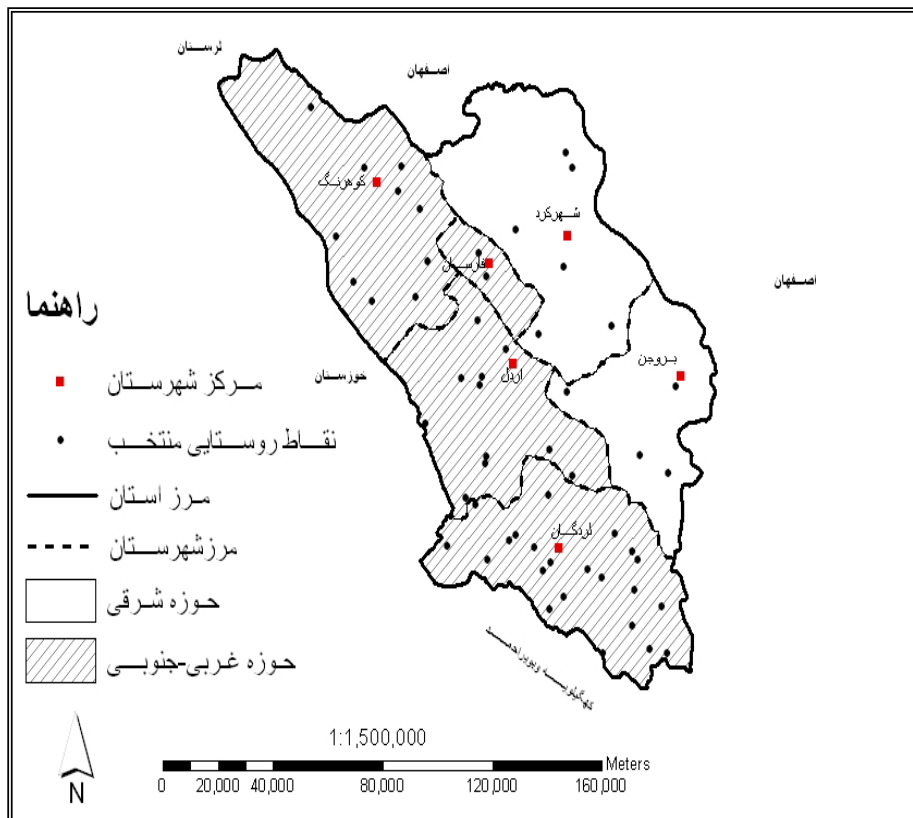 لرستان
اصفهان
کوهرنگ
شهرکرد
فارسان
اصفهان
بروجن
خوزستان
اردل
لردگان
کهگیلویه وبویراحمد
راهنما
مرکز شهرستان
نقاط روستایی منتخب
مرز استان
مرزشهرستان
حوزه شرقی
حوزه غربی-جنوبی
1:1,500,000
Meters
0 20,000 40,000 80,000 120,000 160,000
N